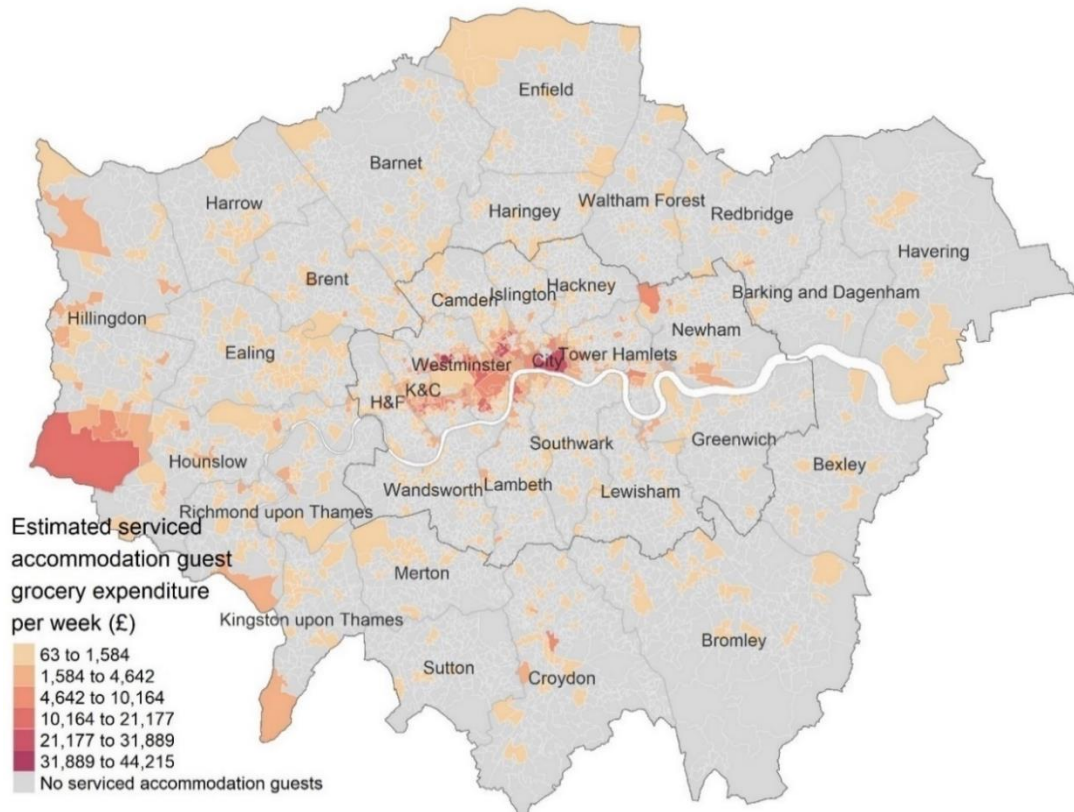 Enfield
Barnet
Harrow
Haringey
Waltham Forest
Redbridge
Havering
Brent
Camden
Islington
Hackney
Barking and Dagenham
Hillingdon
Ealing
Newham
Westminster
City
Tower Hamlets
K&C
H&F
Hounslow
Southwark
Greenwich
Bexley
Wandsworth
Lambeth
Lewisham
Richmond upon Thames
Merton
Kingston upon Thames
Bromley
Sutton
Croydon
Estimated serviced
accommodation guest
grocery expenditure
per week (£)
63 to 1,584
1,584 to 4,642
4,642 to 10,164
10,164 to 21,177
21,177 to 31,889
31,889 to 44,215
No serviced accommodation guests